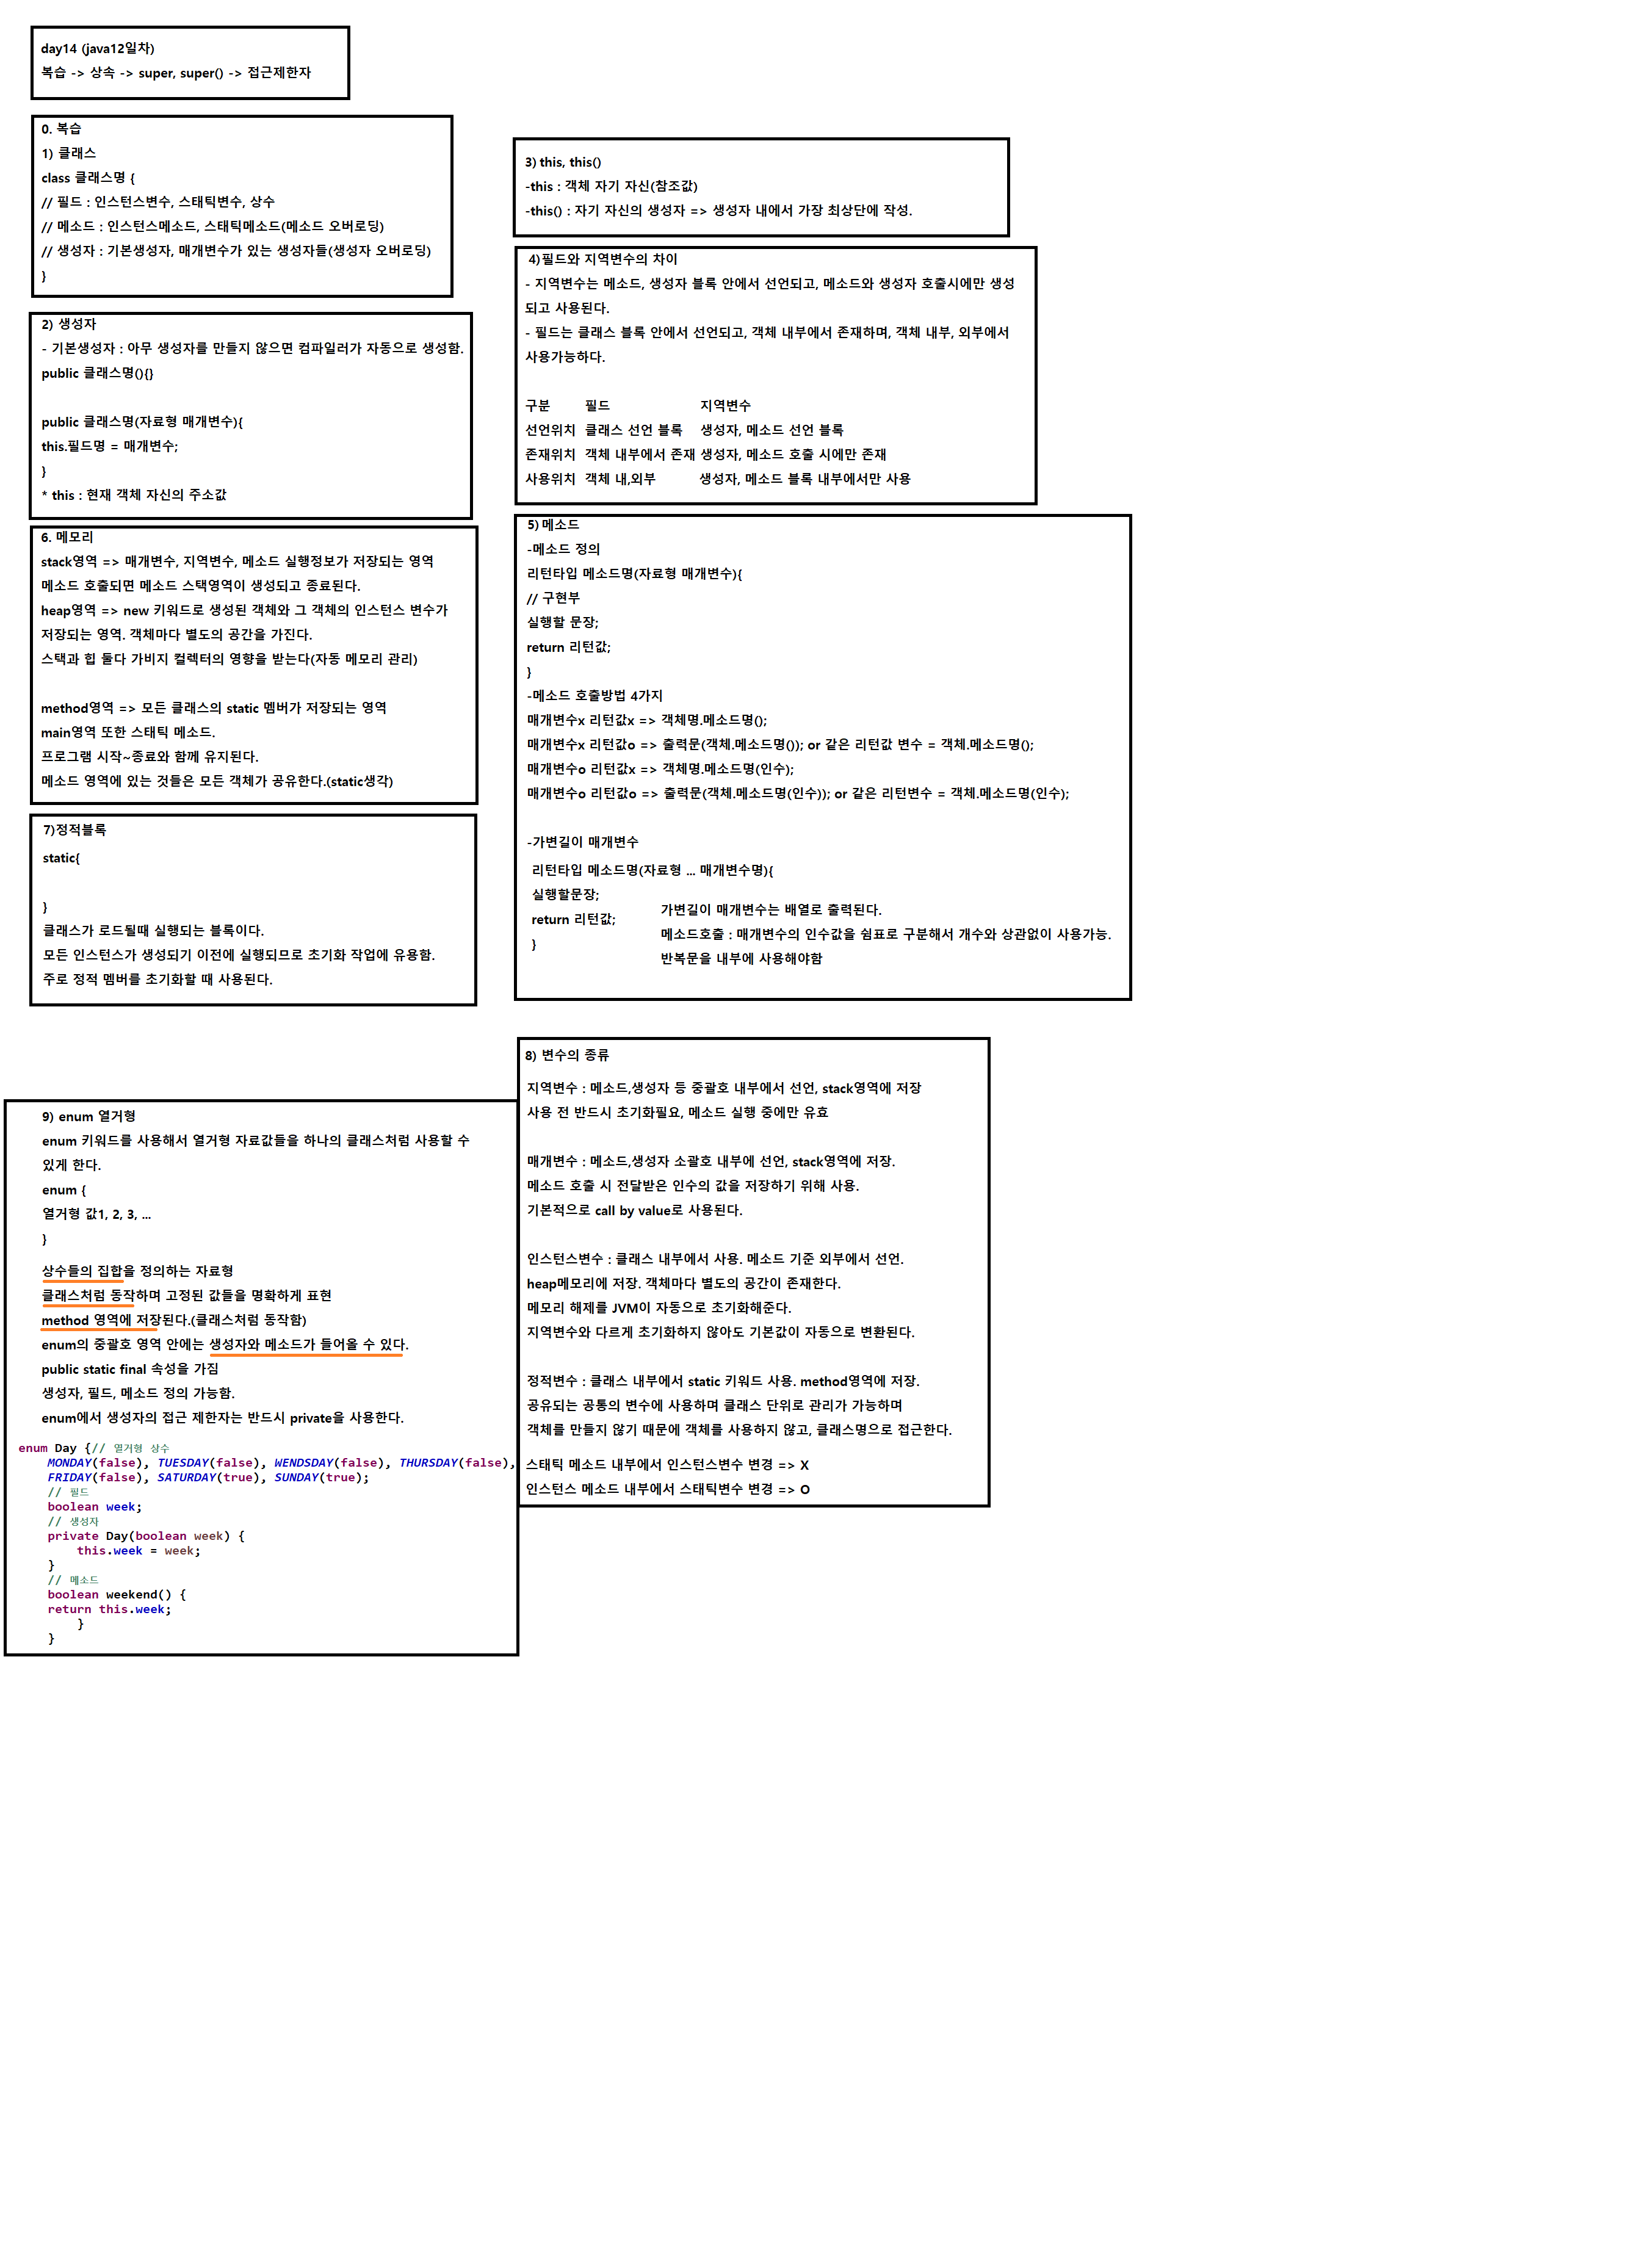 day14 (java12일차)
복습 -> 상속 -> super, super() -> 접근제한자
0. 복습
1) 클래스
class 클래스명 {
// 필드 : 인스턴스변수, 스태틱변수, 상수
// 메소드 : 인스턴스메소드, 스태틱메소드(메소드 오버로딩)
// 생성자 : 기본생성자, 매개변수가 있는 생성자들(생성자 오버로딩)
}
2) 생성자
- 기본생성자 : 아무 생성자를 만들지 않으면 컴파일러가 자동으로 생성함.
public 클래스명(){}
public 클래스명(자료형 매개변수){
this.필드명 = 매개변수;
}
* this : 현재 객체 자신의 주소값
3) this, this()
-this : 객체 자기 자신(참조값)
-this() : 자기 자신의 생성자 => 생성자 내에서 가장 최상단에 작성.
4)필드와 지역변수의 차이
- 지역변수는 메소드, 생성자 블록 안에서 선언되고, 메소드와 생성자 호출시에만 생성
되고 사용된다.
- 필드는 클래스 블록 안에서 선언되고, 객체 내부에서 존재하며, 객체 내부, 외부에서
사용가능하다.
구분 필드 지역변수
선언위치 클래스 선언 블록 생성자, 메소드 선언 블록
존재위치 객체 내부에서 존재 생성자, 메소드 호출 시에만 존재
사용위치 객체 내,외부 생성자, 메소드 블록 내부에서만 사용
5) 메소드
-메소드 정의
리턴타입 메소드명(자료형 매개변수){
// 구현부
실행할 문장;
return 리턴값;
}
-메소드 호출방법 4가지
매개변수x 리턴값x => 객체명.메소드명();
매개변수x 리턴값o => 출력문(객체.메소드명()); or 같은 리턴값 변수 = 객체.메소드명();
매개변수o 리턴값x => 객체명.메소드명(인수);
매개변수o 리턴값o => 출력문(객체.메소드명(인수)); or 같은 리턴변수 = 객체.메소드명(인수);
-가변길이 매개변수
리턴타입 메소드명(자료형 ... 매개변수명){
실행할문장;
return 리턴값;
}
가변길이 매개변수는 배열로 출력된다.
메소드호출 : 매개변수의 인수값을 쉼표로 구분해서 개수와 상관없이 사용가능.
반복문을 내부에 사용해야함
6. 메모리
stack영역 => 매개변수, 지역변수, 메소드 실행정보가 저장되는 영역
메소드 호출되면 메소드 스택영역이 생성되고 종료된다.
heap영역 => new 키워드로 생성된 객체와 그 객체의 인스턴스 변수가
저장되는 영역. 객체마다 별도의 공간을 가진다.
스택과 힙 둘다 가비지 컬렉터의 영향을 받는다(자동 메모리 관리)
method영역 => 모든 클래스의 static 멤버가 저장되는 영역
main영역 또한 스태틱 메소드.
프로그램 시작~종료와 함께 유지된다.
메소드 영역에 있는 것들은 모든 객체가 공유한다.(static생각)
7)정적블록
static{
}
클래스가 로드될때 실행되는 블록이다.
모든 인스턴스가 생성되기 이전에 실행되므로 초기화 작업에 유용함.
주로 정적 멤버를 초기화할 때 사용된다.
8) 변수의 종류
지역변수 : 메소드,생성자 등 중괄호 내부에서 선언, stack영역에 저장
사용 전 반드시 초기화필요, 메소드 실행 중에만 유효
매개변수 : 메소드,생성자 소괄호 내부에 선언, stack영역에 저장.
메소드 호출 시 전달받은 인수의 값을 저장하기 위해 사용.
기본적으로 call by value로 사용된다.
인스턴스변수 : 클래스 내부에서 사용. 메소드 기준 외부에서 선언.
heap메모리에 저장. 객체마다 별도의 공간이 존재한다.
메모리 해제를 JVM이 자동으로 초기화해준다.
지역변수와 다르게 초기화하지 않아도 기본값이 자동으로 변환된다.
정적변수 : 클래스 내부에서 static 키워드 사용. method영역에 저장.
공유되는 공통의 변수에 사용하며 클래스 단위로 관리가 가능하며
객체를 만들지 않기 때문에 객체를 사용하지 않고, 클래스명으로 접근한다.
스태틱 메소드 내부에서 인스턴스변수 변경 => X
인스턴스 메소드 내부에서 스태틱변수 변경 => O
9) enum 열거형
enum 키워드를 사용해서 열거형 자료값들을 하나의 클래스처럼 사용할 수
있게 한다.
enum {
열거형 값1, 2, 3, ...
}
상수들의 집합을 정의하는 자료형
클래스처럼 동작하며 고정된 값들을 명확하게 표현
method 영역에 저장된다.(클래스처럼 동작함)
enum의 중괄호 영역 안에는 생성자와 메소드가 들어올 수 있다.
public static final 속성을 가짐
생성자, 필드, 메소드 정의 가능함.
enum에서 생성자의 접근 제한자는 반드시 private을 사용한다.
enum Day {// 열거형 상수
MONDAY(false), TUESDAY(false), WENDSDAY(false), THURSDAY(false),
FRIDAY(false), SATURDAY(true), SUNDAY(true);
// 필드
boolean week;
// 생성자
private Day(boolean week) {
this.week = week;
}
// 메소드
boolean weekend() {
return this.week;
}
}